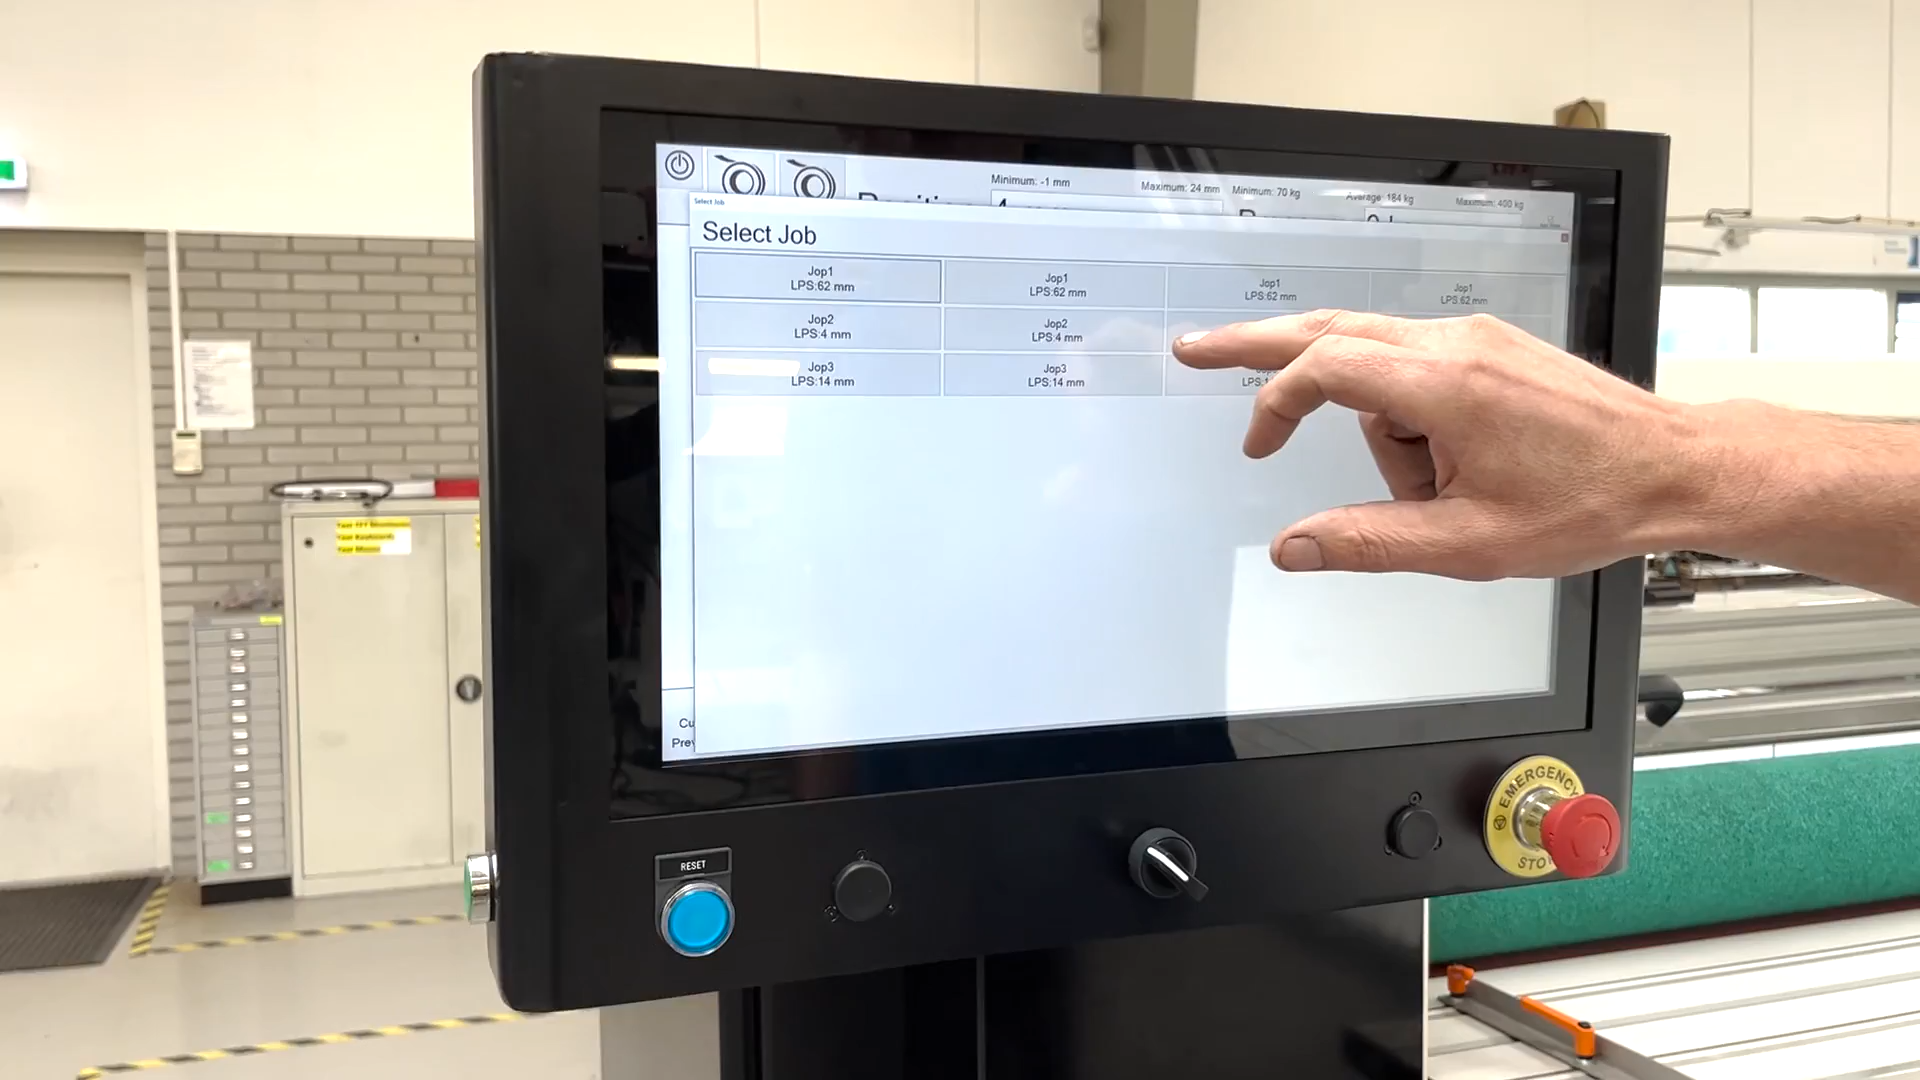 Minimum: -1 mm
Maximum: 24 mm
Minimum: 70 kg
Average: 184 kg
Maximum: 400 kg
Select Job
Select Job
Jop1
LPS:62 mm
Jop1
LPS:62 mm
Jop1
LPS:62 mm
Jop1
LPS:62 mm
Jop2
LPS:4 mm
Jop2
LPS:4 mm
Jop3
LPS:14 mm
Jop3
LPS:14 mm
RESET
EMERGENCY